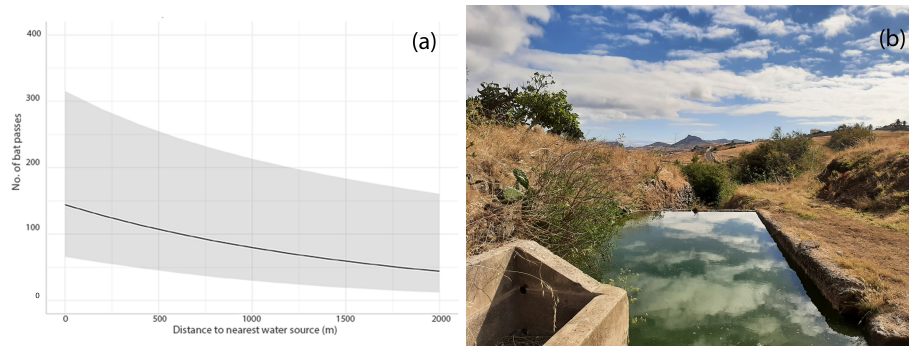 (a)
400
300
200
100
0
No. of bat passes
0 500 1000 1500 2000
Distance to nearest water source (m)
(b)